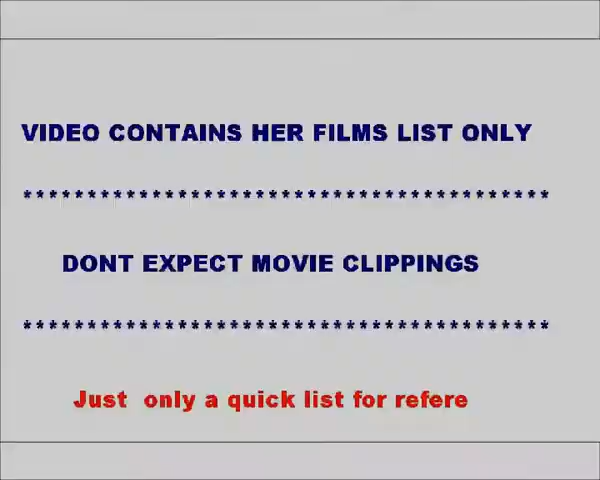 VIDEO CONTAINS HER FILMS LIST ONLY
*****************************************
DONT EXPECT MOVIE CLIPPINGS
*****************************************
Just only a quick list for refere